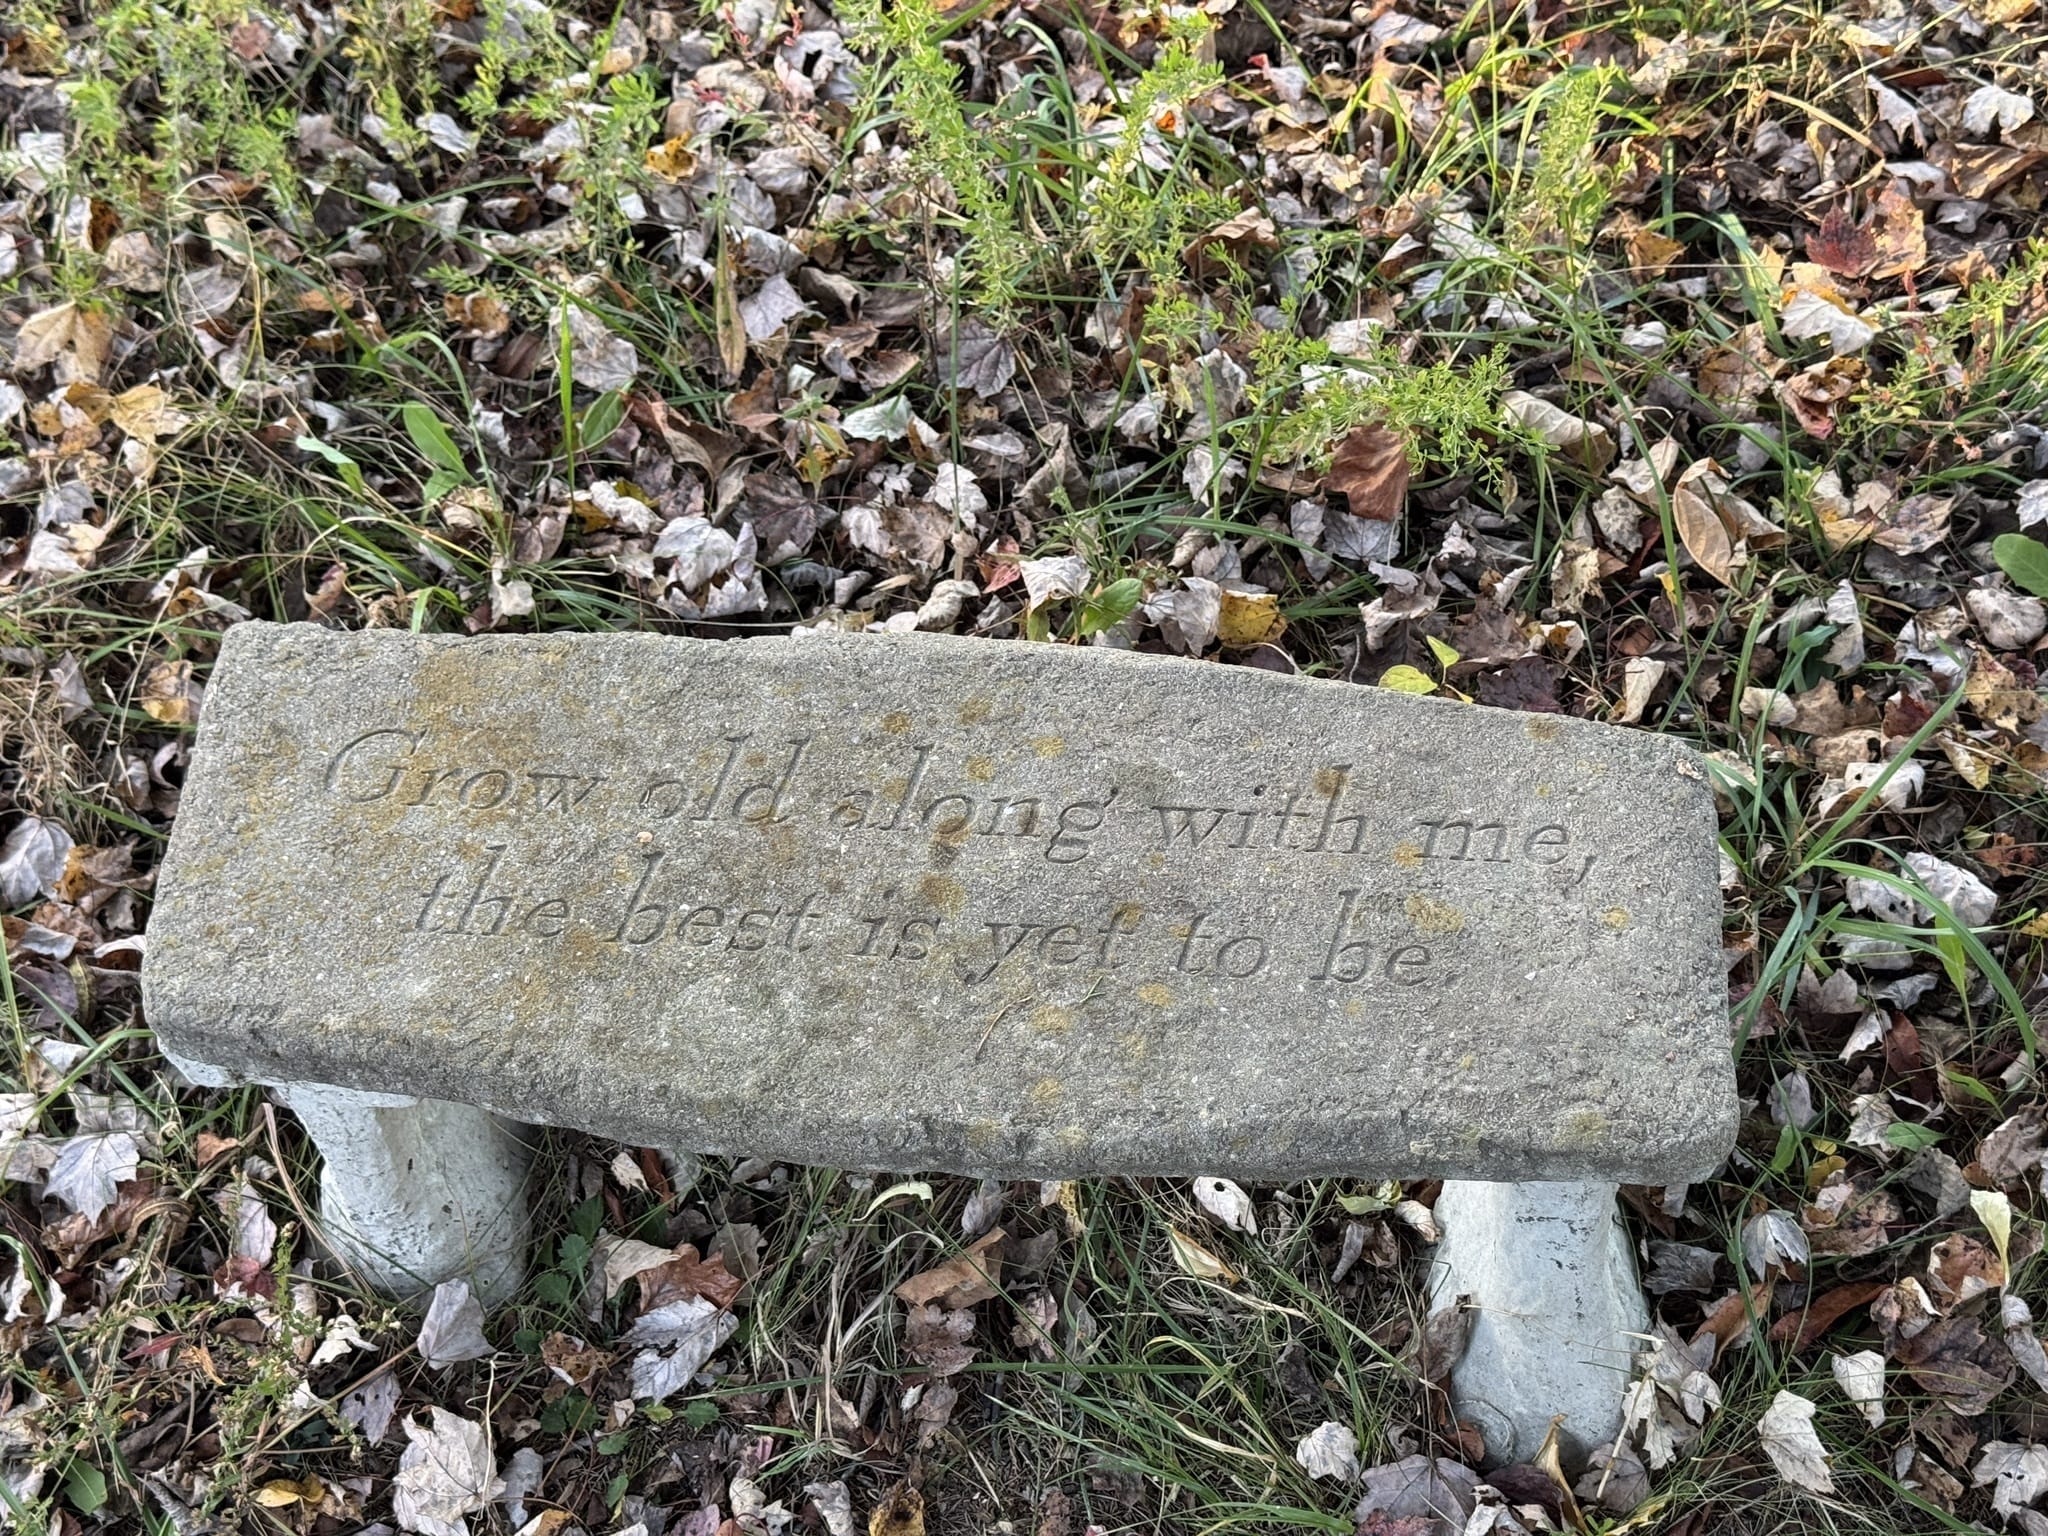 Grow old along with me,
the best is yet to be.